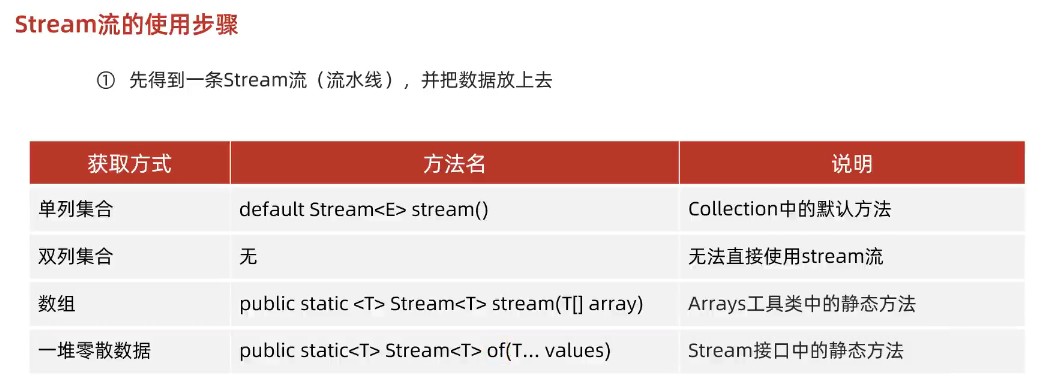 Stream流的使用步骤
① 先得到一条Stream流（流水线），并把数据放上去
获取方式 方法名 说明
单列集合 default Stream<E> stream() Collection中的默认方法
双列集合 无 无法直接使用stream流
数组 public static <T> Stream<T> stream(T[] array) Arrays工具类中的静态方法
一堆零散数据 public static<T> Stream<T> of(T... values) Stream接口中的静态方法